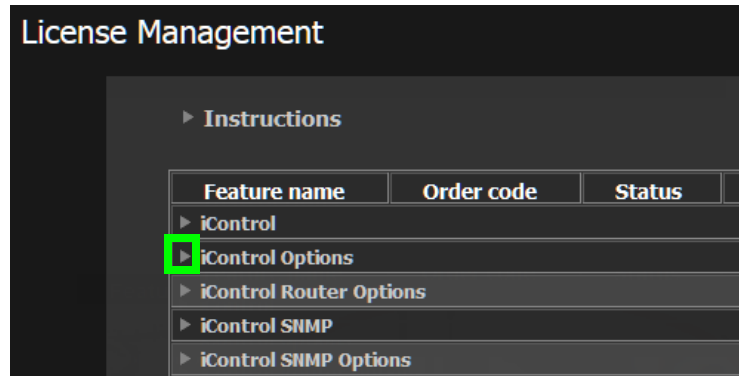 License Management
Instructions
Feature name Order code Status
iControl
iControl Options
iControl Router Options
iControl SNMP
iControl SNMP Options